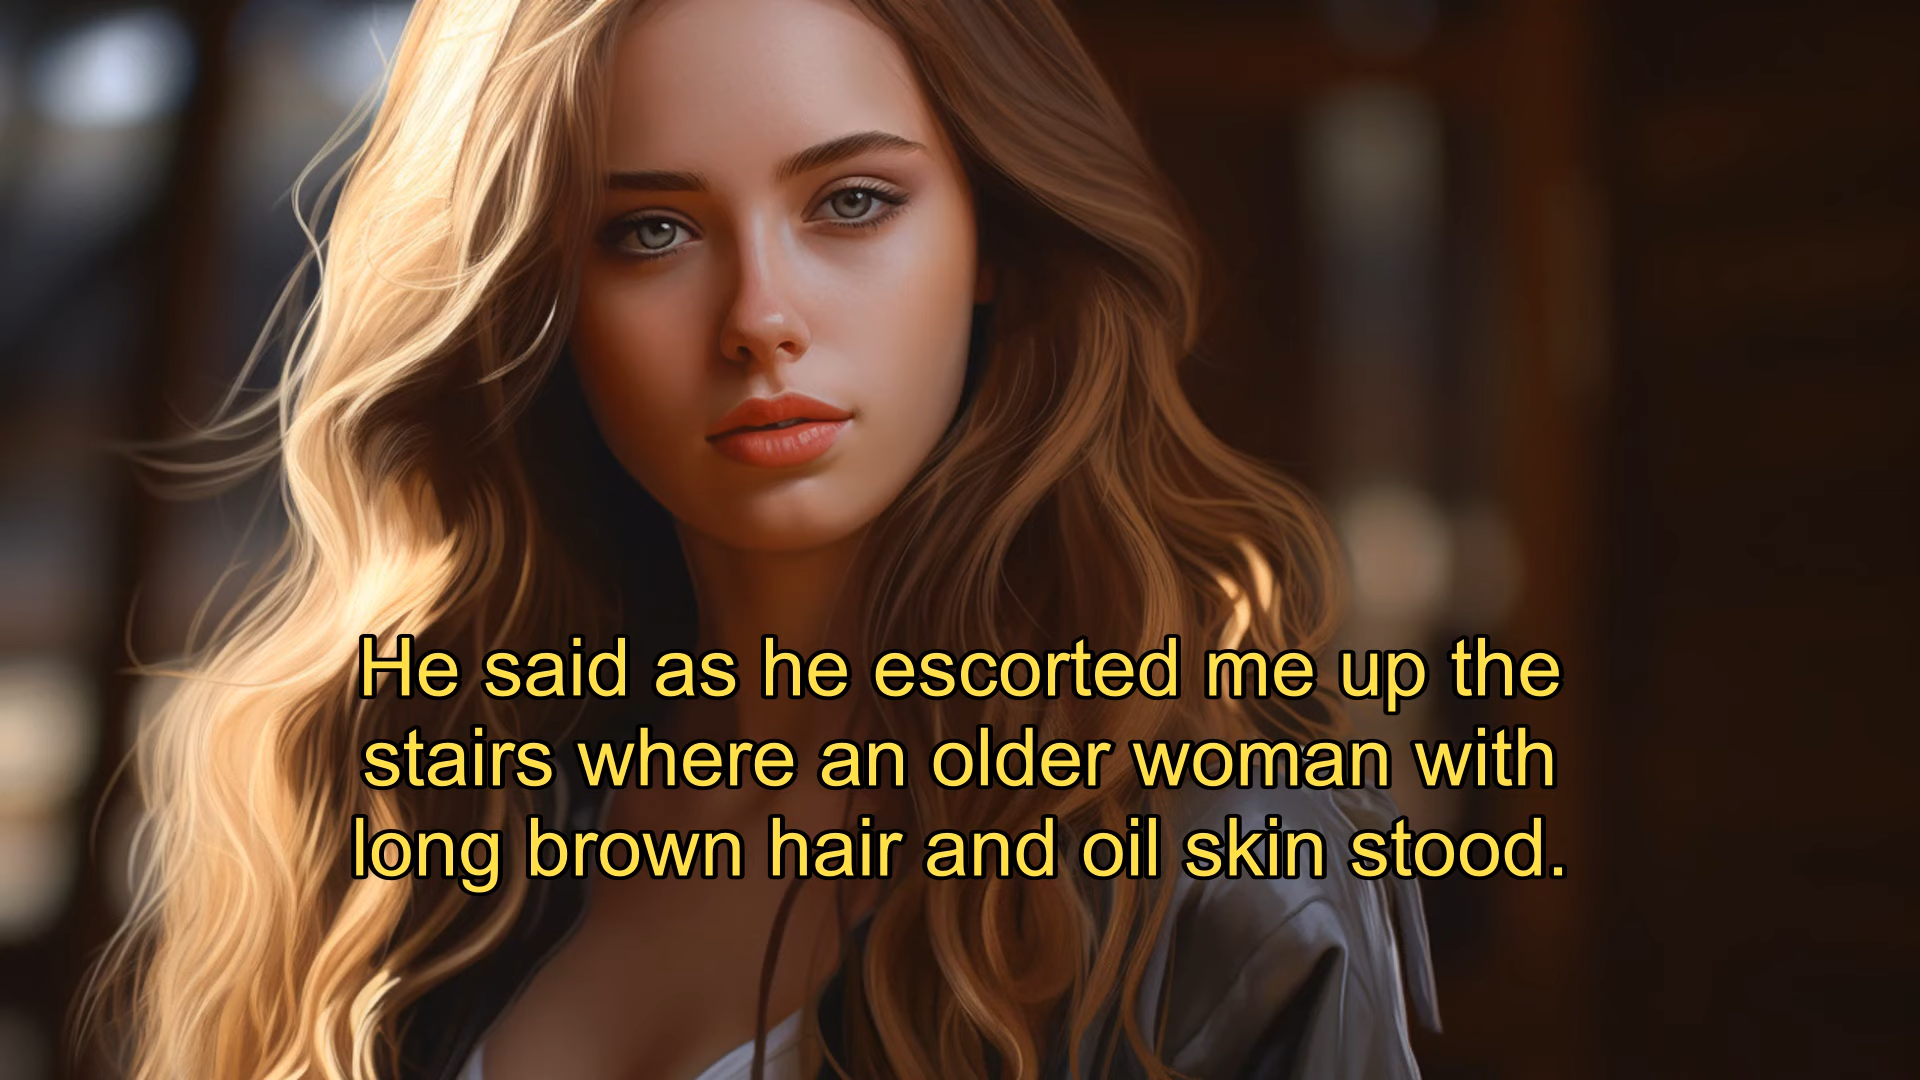 He said as he escorted me up the
stairs where an older woman with
long brown hair and oil skin stood.